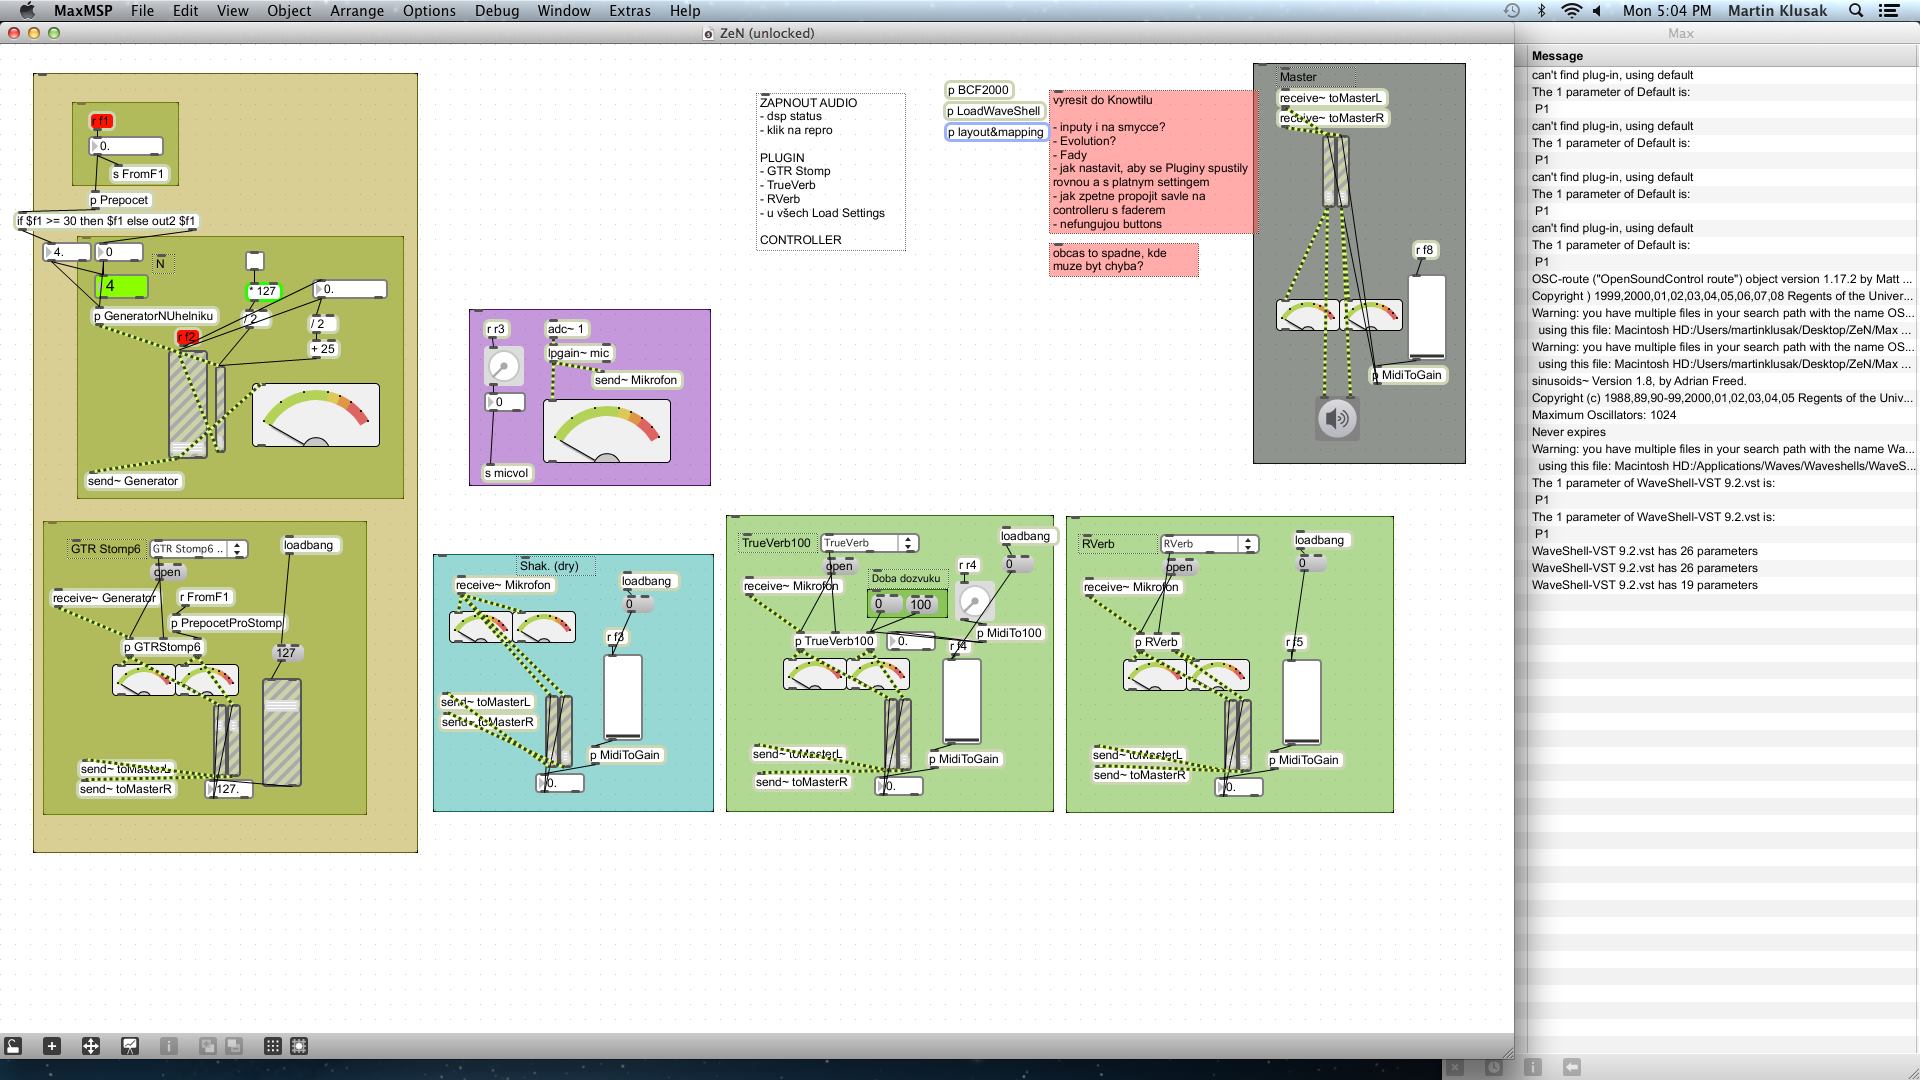 MaxMSP File Edit View Object Arrange Options Debug Window Extras Help
Mon 5:04 PM Martin Klusak
ZeN (unlocked)
Max
r f1
0.
s FromF1
p Prepocet
if $f1 >= 30 then $f1 else out2 $f1
4.
0
N
4
* 127
0.
/ 2
/ 2
+ 25
p GeneratorNUhelniku
r f2
send~ Generator
GTR Stomp6
GTR Stomp6 ..
loadbang
open
receive~ Generator
r FromF1
p PrepocetProStomp
p GTRStomp6
127
send~ toMasterL
send~ toMasterR
127.
r r3
adc~ 1
lpgain~ mic
send~ Mikrofon
0
s micvol
Shak. (dry)
receive~ Mikrofon
loadbang
0
r f3
send~ toMasterL
send~ toMasterR
p MidiToGain
0.
ZAPNOUT AUDIO
- dsp status
- klik na repro
PLUGIN
- GTR Stomp
- TrueVerb
- RVerb
- u všech Load Settings
CONTROLLER
p BCF2000
p LoadWaveShell
p layout&mapping
vyresit do Knowtilu
- inputy i na smycce?
- Evolution?
- Fady
- jak nastavit, aby se Pluginy spustily
rovnou a s platnym settingem
- jak zpetne propojit savle na
controlleru s faderem
- nefungujou buttons
obcas to spadne, kde
muze byt chyba?
Master
receive~ toMasterL
receive~ toMasterR
r f8
p MidiToGain
TrueVerb100
TrueVerb
loadbang
open
0
receive~ Mikrofon
Doba dozvuku
r r4
0
100
p MidiTo100
p TrueVerb100
0.
r f4
send~ toMasterL
send~ toMasterR
p MidiToGain
0.
RVerb
RVerb
loadbang
open
0
receive~ Mikrofon
p RVerb
r f5
send~ toMasterL
send~ toMasterR
p MidiToGain
0.
Message
can't find plug-in, using default
The 1 parameter of Default is:
P1
can't find plug-in, using default
The 1 parameter of Default is:
P1
can't find plug-in, using default
The 1 parameter of Default is:
P1
can't find plug-in, using default
The 1 parameter of Default is:
P1
OSC-route ("OpenSoundControl route") object version 1.17.2 by Matt ...
Copyright ) 1999,2000,01,02,03,04,05,06,07,08 Regents of the Univer...
Warning: you have multiple files in your search path with the name OS...
using this file: Macintosh HD:/Users/martinklusak/Desktop/ZeN/Max ...
Warning: you have multiple files in your search path with the name OS...
using this file: Macintosh HD:/Users/martinklusak/Desktop/ZeN/Max ...
sinusoids~ Version 1.8, by Adrian Freed.
Copyright (c) 1988,89,90-99,2000,01,02,03,04,05 Regents of the Univ...
Maximum Oscillators: 1024
Never expires
Warning: you have multiple files in your search path with the name Wa...
using this file: Macintosh HD:/Applications/Waves/Waveshells/WaveS...
The 1 parameter of WaveShell-VST 9.2.vst is:
P1
The 1 parameter of WaveShell-VST 9.2.vst is:
P1
WaveShell-VST 9.2.vst has 26 parameters
WaveShell-VST 9.2.vst has 26 parameters
WaveShell-VST 9.2.vst has 19 parameters